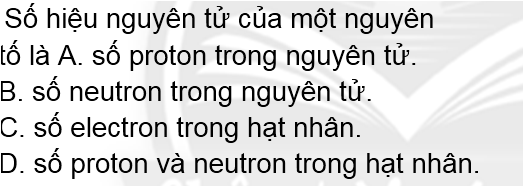 Số hiệu nguyên tử của một nguyên
tố là A. số proton trong nguyên tử.
B. số neutron trong nguyên tử.
C. số electron trong hạt nhân.
D. số proton và neutron trong hạt nhân.